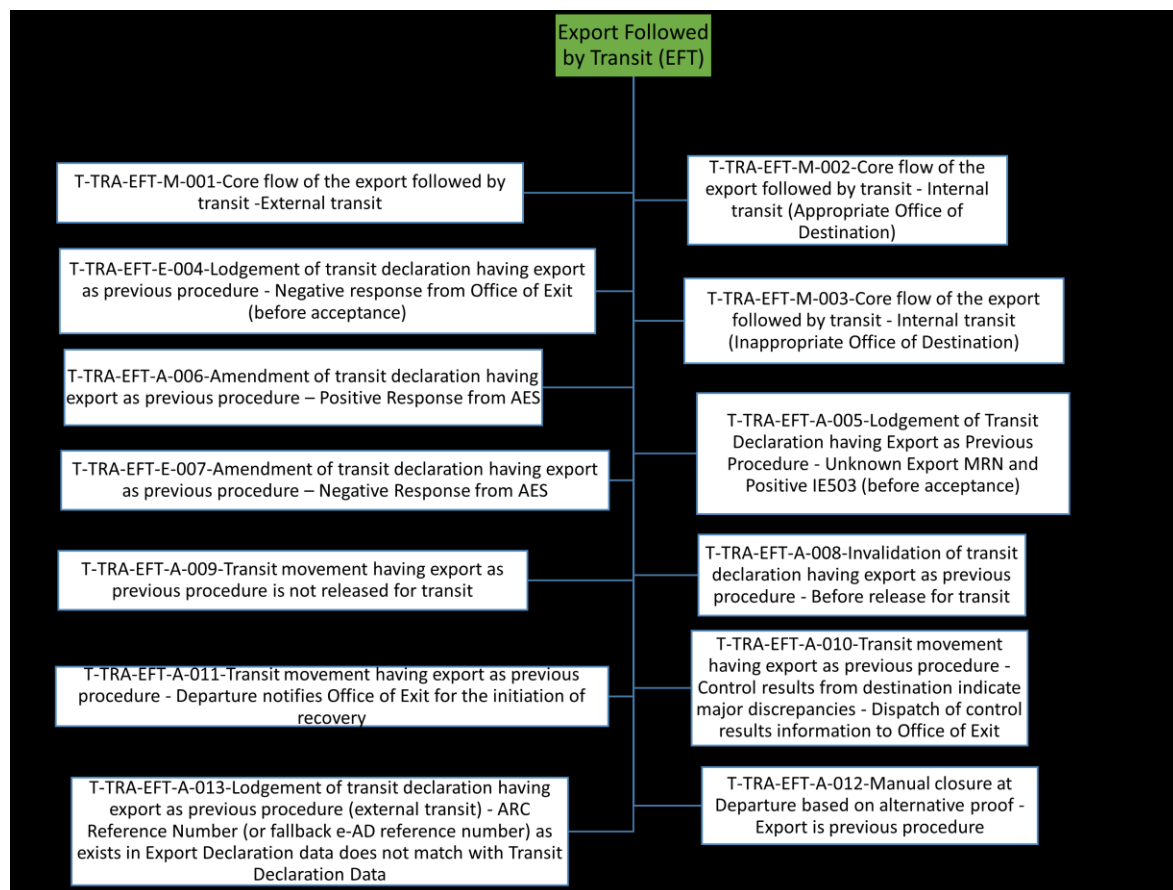 Export Followed
by Transit (EFT)
T-TRA-EFT-M-001-Core flow of the export followed by
transit -External transit
T-TRA-EFT-M-002-Core flow of
the export followed by transit - Internal
transit (Appropriate Office of
Destination)
T-TRA-EFT-E-004-Lodgement of transit declaration having export
as previous procedure - Negative response from Office of Exit
(before acceptance)
T-TRA-EFT-M-003-Core flow of the export
followed by transit - Internal transit
(Inappropriate Office of Destination)
T-TRA-EFT-A-006-Amendment of transit declaration having
export as previous procedure – Positive Response from AES
T-TRA-EFT-A-005-Lodgement of Transit
Declaration having Export as Previous
Procedure - Unknown Export MRN and
Positive IE503 (before acceptance)
T-TRA-EFT-E-007-Amendment of transit declaration having export
as previous procedure – Negative Response from AES
T-TRA-EFT-A-009-Transit movement having export as
previous procedure is not released for transit
T-TRA-EFT-A-008-Invalidation of transit
declaration having export as previous
procedure - Before release for transit
T-TRA-EFT-A-011-Transit movement having export as previous
procedure - Departure notifies Office of Exit for the initiation of
recovery
T-TRA-EFT-A-010-Transit movement
having export as previous procedure -
Control results from destination indicate
major discrepancies - Dispatch of control
results information to Office of Exit
T-TRA-EFT-A-013-Lodgement of transit declaration having
export as previous procedure (external transit) - ARC
Reference Number (or fallback e-AD reference number) as
exists in Export Declaration data does not match with Transit
Declaration Data
T-TRA-EFT-A-012-Manual closure at
Departure based on alternative proof -
Export is previous procedure